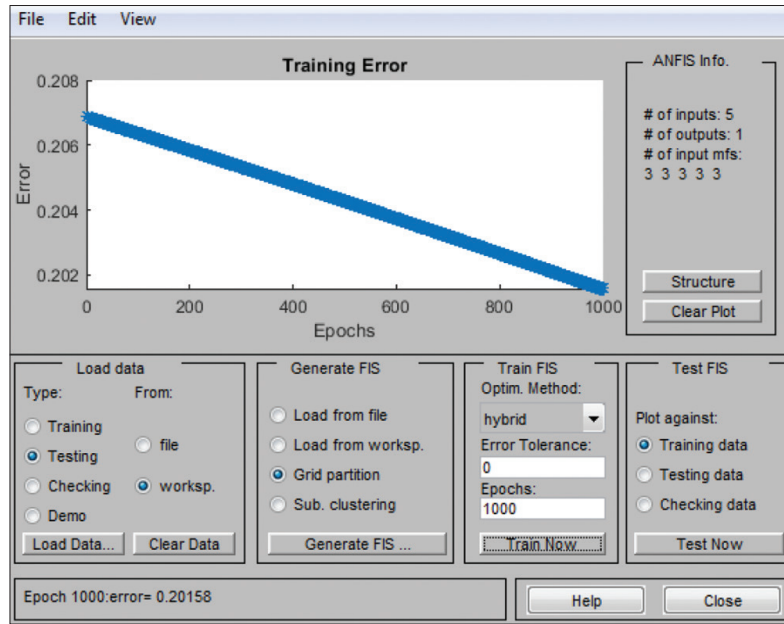 File Edit View
Training Error
0.208
0.206
0.204
0.202
Error
0 200 400 600 800 1000
Epochs
ANFIS Info.
# of inputs: 5
# of outputs: 1
# of input mfs:
3 3 3 3 3
Structure
Clear Plot
Load data
Type: From:
Training
Testing
Checking
Demo
file
worksp.
Load Data... Clear Data
Generate FIS
Load from file
Load from worksp.
Grid partition
Sub. clustering
Generate FIS ...
Train FIS
Optim. Method:
hybrid
Error Tolerance:
0
Epochs:
1000
Train Now
Test FIS
Plot against:
Training data
Testing data
Checking data
Test Now
Epoch 1000:error= 0.20158
Help
Close